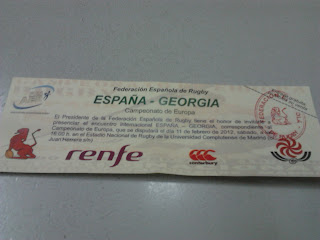 Federación Española de Rugby
ESPAÑA - GEORGIA
Campeonato de Europa
El Presidente de la Federación Española de Rugby tiene el honor de invitarle a
presenciar el encuentro internacional ESPAÑA - GEORGIA, correspondiente al
Campeonato de Europa, que se disputará el día 11 de febrero de 2012, sábado, a las
16:00 h. en el Estadio Nacional de Rugby de la Universidad Complutense de Madrid
Juan Herrera s/n)
renfe
canterbury